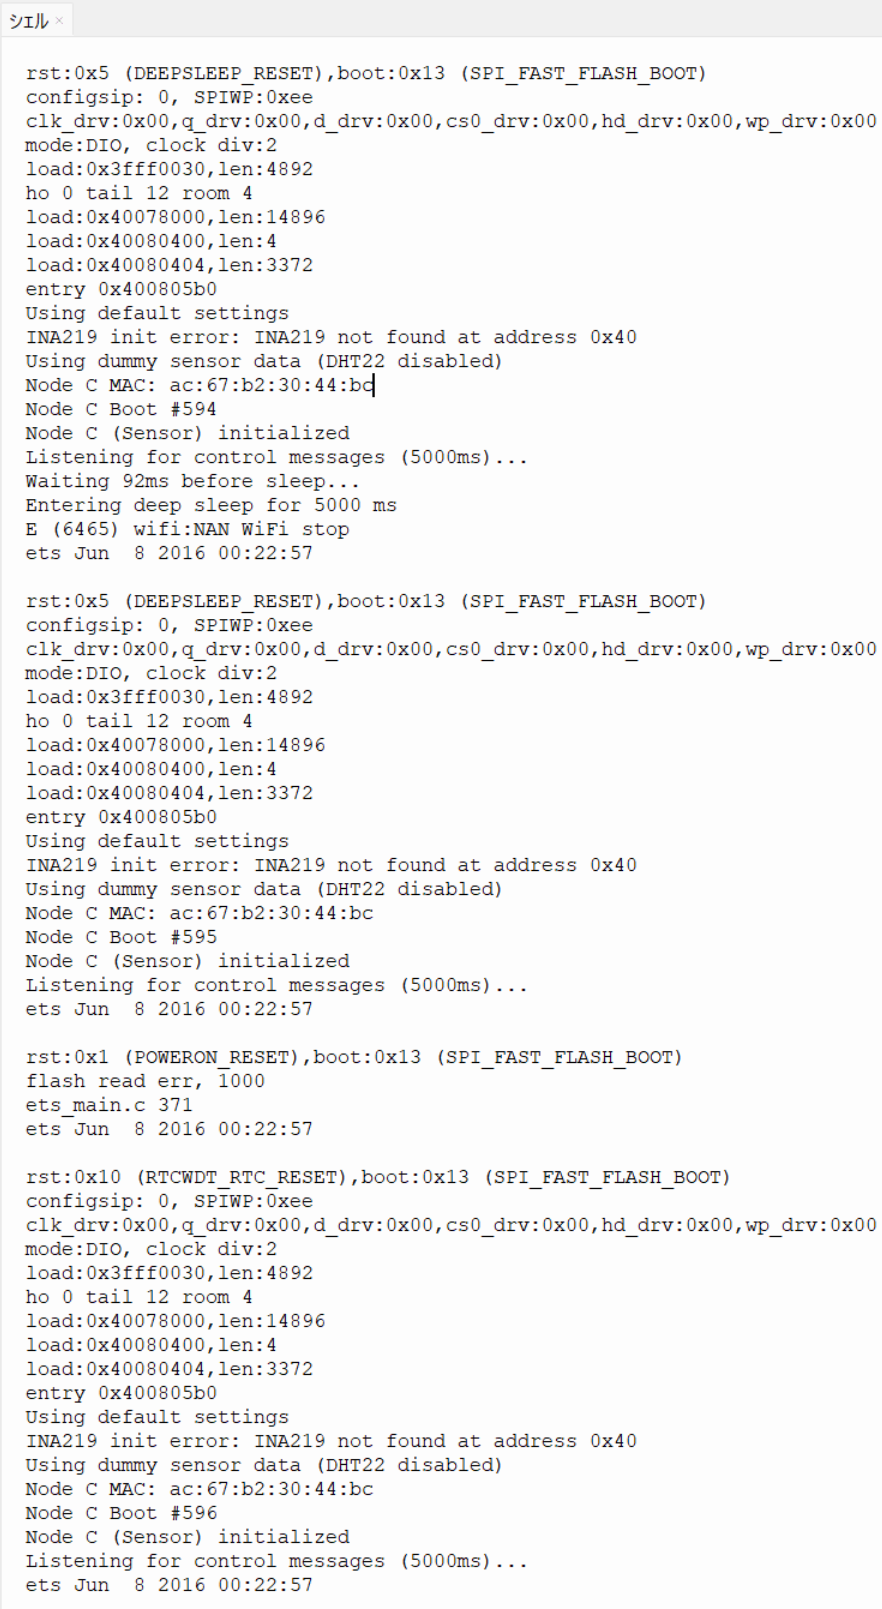 シェル ×
rst:0x5 (DEEPSLEEP_RESET),boot:0x13 (SPI_FAST_FLASH_BOOT)
configsip: 0, SPIWP:0xee
clk_drv:0x00,q_drv:0x00,d_drv:0x00,cs0_drv:0x00,hd_drv:0x00,wp_drv:0x00
mode:DIO, clock div:2
load:0x3fff0030,len:4892
ho 0 tail 12 room 4
load:0x40078000,len:14896
load:0x40080400,len:4
load:0x40080404,len:3372
entry 0x400805b0
Using default settings
INA219 init error: INA219 not found at address 0x40
Using dummy sensor data (DHT22 disabled)
Node C MAC: ac:67:b2:30:44:bc
Node C Boot #594
Node C (Sensor) initialized
Listening for control messages (5000ms)...
Waiting 92ms before sleep...
Entering deep sleep for 5000 ms
E (6465) wifi:NAN WiFi stop
ets Jun  8 2016 00:22:57
rst:0x5 (DEEPSLEEP_RESET),boot:0x13 (SPI_FAST_FLASH_BOOT)
configsip: 0, SPIWP:0xee
clk_drv:0x00,q_drv:0x00,d_drv:0x00,cs0_drv:0x00,hd_drv:0x00,wp_drv:0x00
mode:DIO, clock div:2
load:0x3fff0030,len:4892
ho 0 tail 12 room 4
load:0x40078000,len:14896
load:0x40080400,len:4
load:0x40080404,len:3372
entry 0x400805b0
Using default settings
INA219 init error: INA219 not found at address 0x40
Using dummy sensor data (DHT22 disabled)
Node C MAC: ac:67:b2:30:44:bc
Node C Boot #595
Node C (Sensor) initialized
Listening for control messages (5000ms)...
ets Jun  8 2016 00:22:57
rst:0x1 (POWERON_RESET),boot:0x13 (SPI_FAST_FLASH_BOOT)
flash read err, 1000
ets_main.c 371
ets Jun  8 2016 00:22:57
rst:0x10 (RTCWDT_RTC_RESET),boot:0x13 (SPI_FAST_FLASH_BOOT)
configsip: 0, SPIWP:0xee
clk_drv:0x00,q_drv:0x00,d_drv:0x00,cs0_drv:0x00,hd_drv:0x00,wp_drv:0x00
mode:DIO, clock div:2
load:0x3fff0030,len:4892
ho 0 tail 12 room 4
load:0x40078000,len:14896
load:0x40080400,len:4
load:0x40080404,len:3372
entry 0x400805b0
Using default settings
INA219 init error: INA219 not found at address 0x40
Using dummy sensor data (DHT22 disabled)
Node C MAC: ac:67:b2:30:44:bc
Node C Boot #596
Node C (Sensor) initialized
Listening for control messages (5000ms)...
ets Jun  8 2016 00:22:57